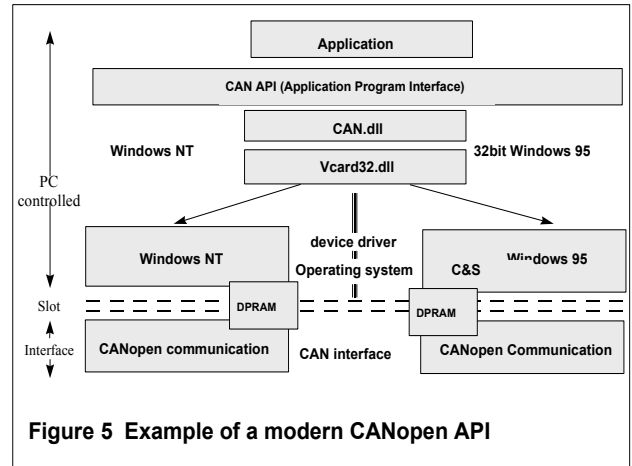 Application
CAN API (Application Program Interface)
CAN.dll
Windows NT
32bit Windows 95
Vcard32.dll
PC
controlled
device driver
Windows NT
Windows 95
Operating system
C&S
Slot
DPRAM
DPRAM
Interface
CANopen communication
CAN interface
CANopen Communication
Figure 5 Example of a modern CANopen API